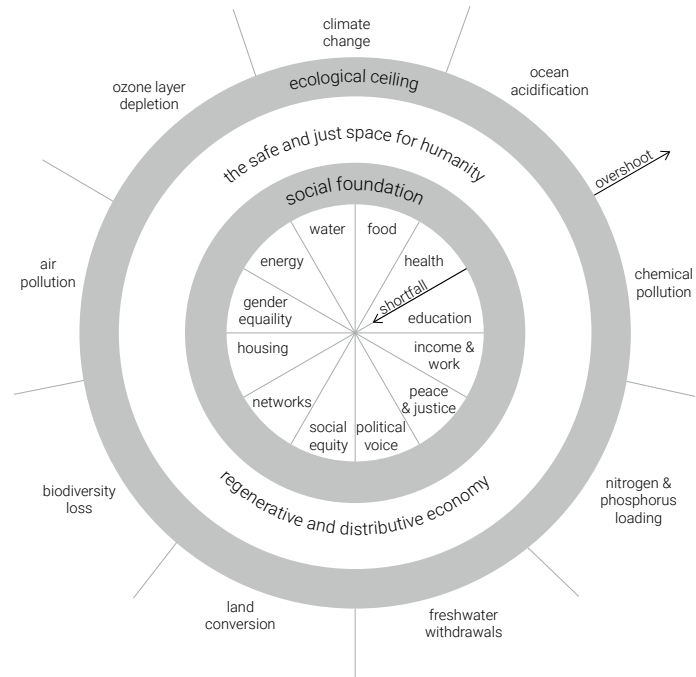 climate
change
ecological ceiling
ocean
acidification
ozone layer
depletion
the safe and just space for humanity
overshoot
social foundation
water
food
energy
health
air
pollution
chemical
pollution
shortfall
gender
equaility
education
housing
income &
work
peace
& justice
networks
social
equity
political
voice
regenerative and distributive economy
biodiversity
loss
nitrogen &
phosphorus
loading
land
conversion
freshwater
withdrawals